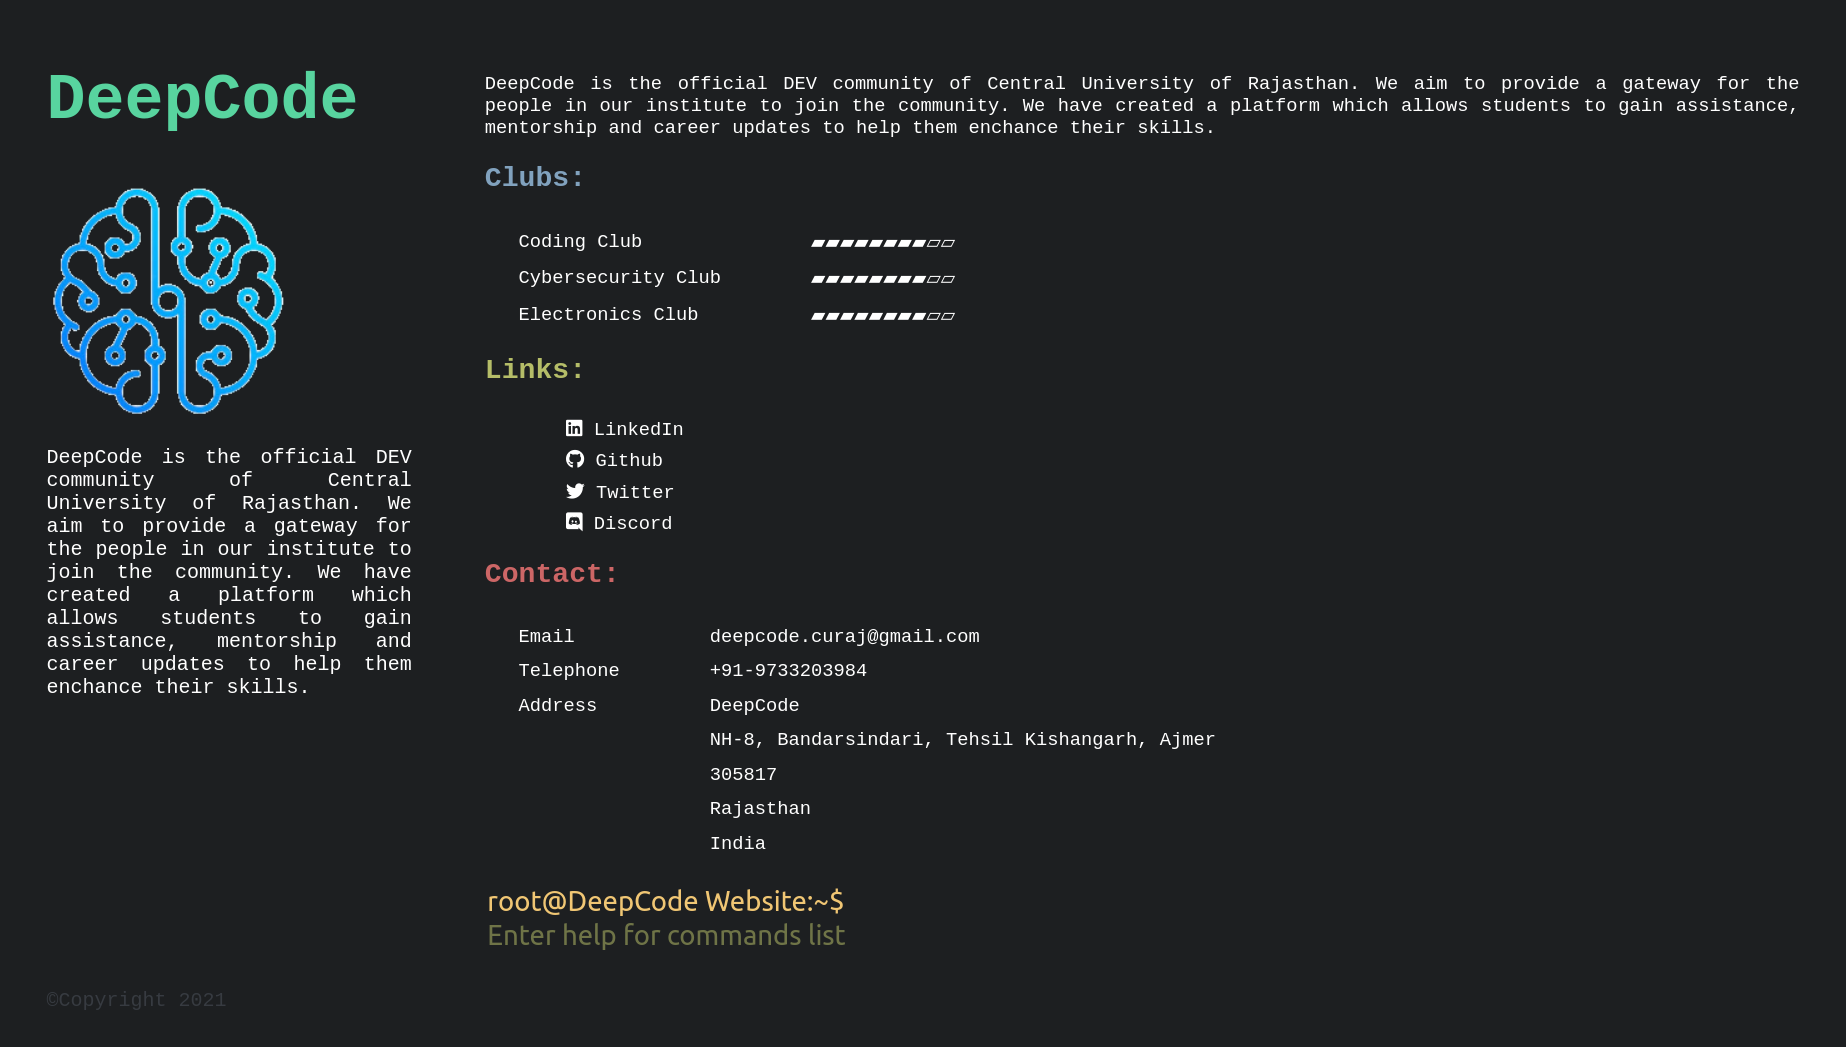 DeepCode
DeepCode is the official DEV
community of Central
University of Rajasthan. We
aim to provide a gateway for
the people in our institute to
join the community. We have
created a platform which
allows students to gain
assistance, mentorship and
career updates to help them
enchance their skills.
©Copyright 2021
DeepCode is the official DEV community of Central University of Rajasthan. We aim to provide a gateway for the
people in our institute to join the community. We have created a platform which allows students to gain assistance,
mentorship and career updates to help them enchance their skills.
Clubs:
Coding Club ▰▰▰▰▰▰▰▰▱▱
Cybersecurity Club ▰▰▰▰▰▰▰▰▱▱
Electronics Club ▰▰▰▰▰▰▰▰▱▱
Links:
LinkedIn
Github
Twitter
Discord
Contact:
Email deepcode.curaj@gmail.com
Telephone +91-9733203984
Address DeepCode
NH-8, Bandarsindari, Tehsil Kishangarh, Ajmer
305817
Rajasthan
India
root@DeepCode Website:~$
Enter help for commands list